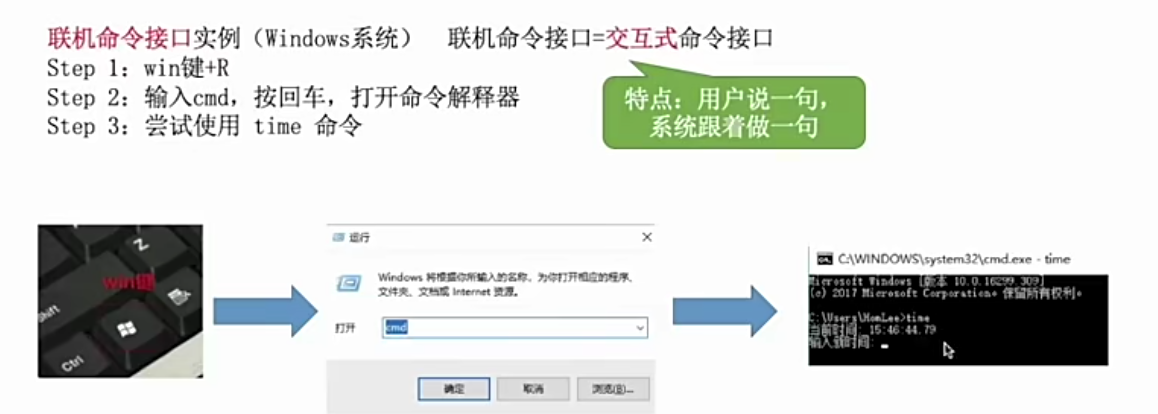 联机命令接口实例（Windows系统） 联机命令接口=交互式命令接口
Step 1：win键+R
Step 2：输入cmd，按回车，打开命令解释器
Step 3：尝试使用 time 命令
特点：用户说一句，
系统跟着做一句
Z
win键
Shift
Ctrl
运行
Windows 将根据你所输入的名称，为你打开相应的程序、
文件夹、文档或 Internet 资源。
打开
cmd
确定 取消 浏览(B)...
C:\WINDOWS\system32\cmd.exe - time
Microsoft Windows [版本 10.0.16299.309]
(c) 2017 Microsoft Corporation。保留所有权利。
C:\Users\HomLee>time
当前时间: 15:46:44.79
输入新时间: